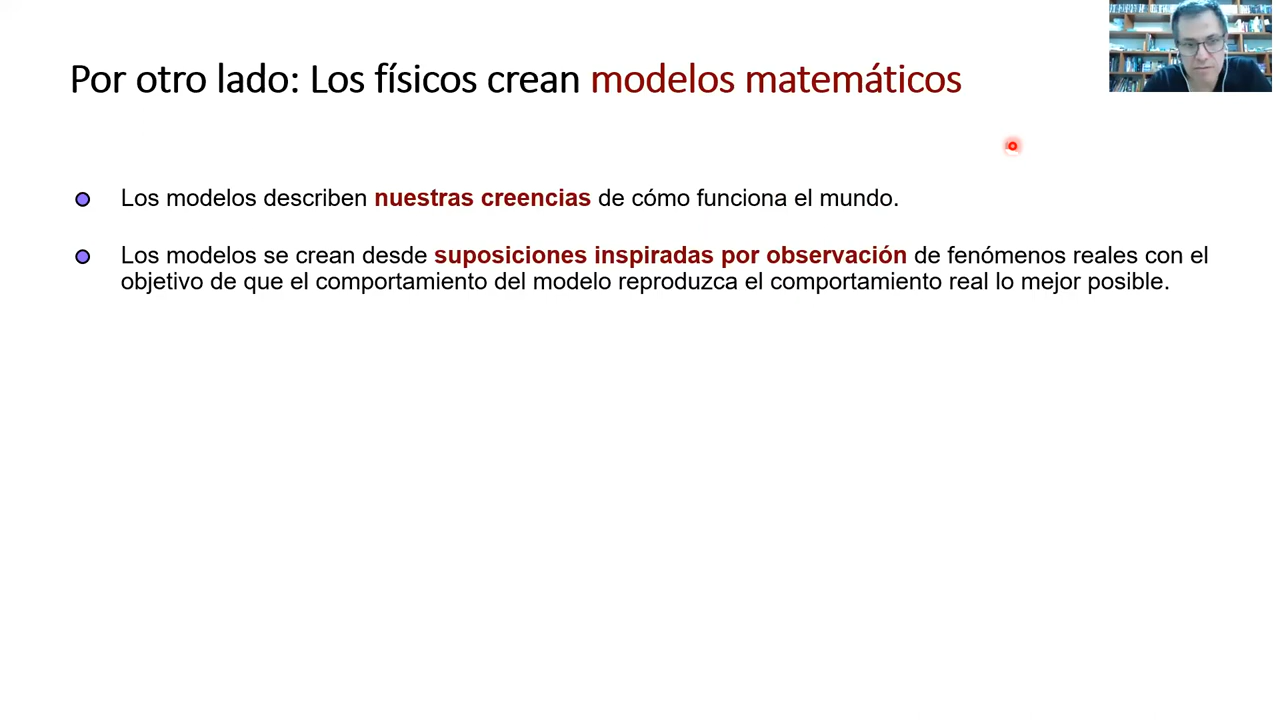 Por otro lado: Los físicos crean modelos matemáticos
Los modelos describen nuestras creencias de cómo funciona el mundo.
Los modelos se crean desde suposiciones inspiradas por observación de fenómenos reales con el
objetivo de que el comportamiento del modelo reproduzca el comportamiento real lo mejor posible.